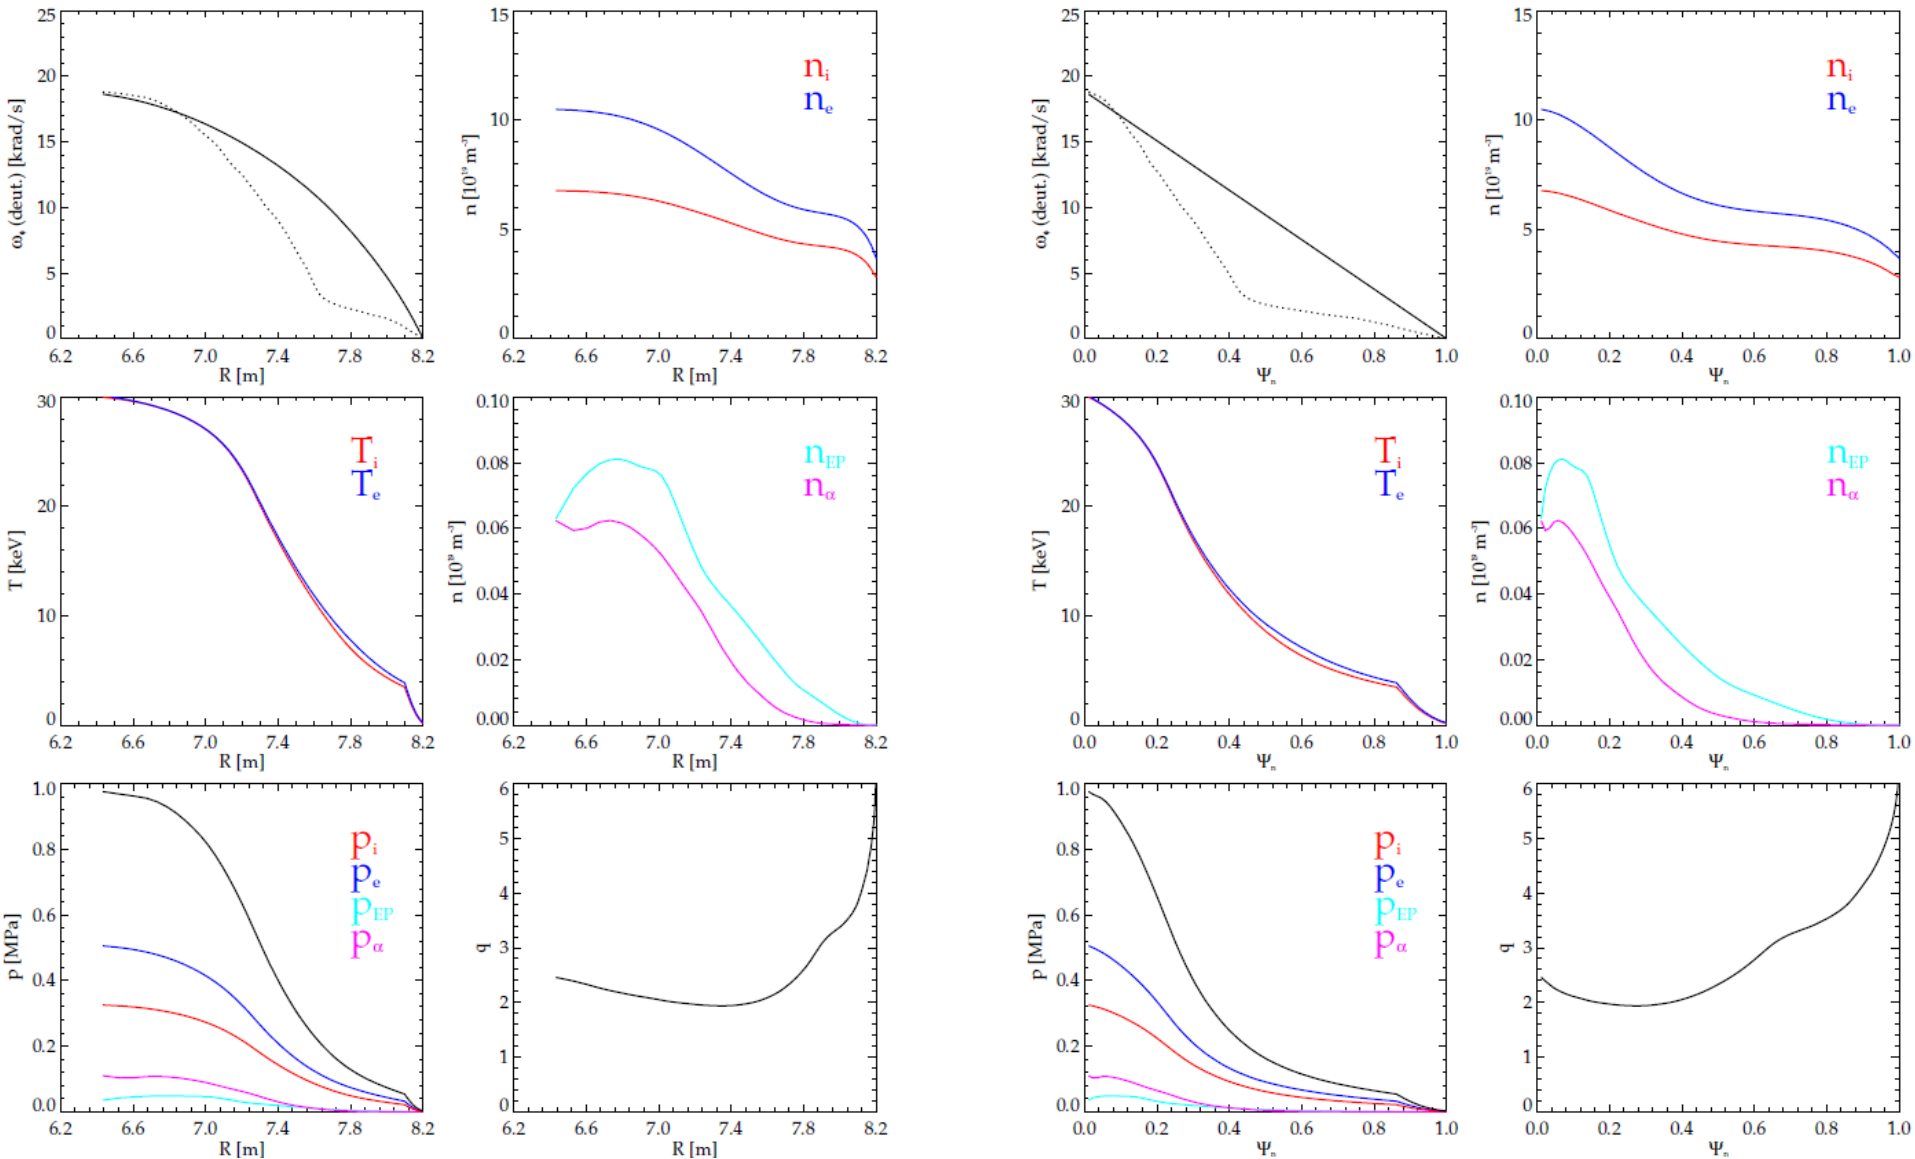 25
20
15
10
5
0
ω* (deut.) [krad/s]
6.2 6.6 7.0 7.4 7.8 8.2
R [m]
15
10
5
0
n [10¹⁹ m⁻³]
nᵢ
nₑ
6.2 6.6 7.0 7.4 7.8 8.2
R [m]
25
20
15
10
5
0
ω* (deut.) [krad/s]
0.0 0.2 0.4 0.6 0.8 1.0
Ψₙ
15
10
5
0
n [10¹⁹ m⁻³]
nᵢ
nₑ
0.0 0.2 0.4 0.6 0.8 1.0
Ψₙ
30
20
10
0
T [keV]
Tᵢ
Tₑ
6.2 6.6 7.0 7.4 7.8 8.2
R [m]
0.10
0.08
0.06
0.04
0.02
0.00
n [10¹⁹ m⁻³]
n_EP
n_α
6.2 6.6 7.0 7.4 7.8 8.2
R [m]
30
20
10
0
T [keV]
Tᵢ
Tₑ
0.0 0.2 0.4 0.6 0.8 1.0
Ψₙ
0.10
0.08
0.06
0.04
0.02
0.00
n [10¹⁹ m⁻³]
n_EP
n_α
0.0 0.2 0.4 0.6 0.8 1.0
Ψₙ
1.0
0.8
0.6
0.4
0.2
0.0
p [MPa]
pᵢ
pₑ
p_EP
p_α
6.2 6.6 7.0 7.4 7.8 8.2
R [m]
6
5
4
3
2
1
0
q
6.2 6.6 7.0 7.4 7.8 8.2
R [m]
1.0
0.8
0.6
0.4
0.2
0.0
p [MPa]
pᵢ
pₑ
p_EP
p_α
0.0 0.2 0.4 0.6 0.8 1.0
Ψₙ
6
5
4
3
2
1
0
q
0.0 0.2 0.4 0.6 0.8 1.0
Ψₙ